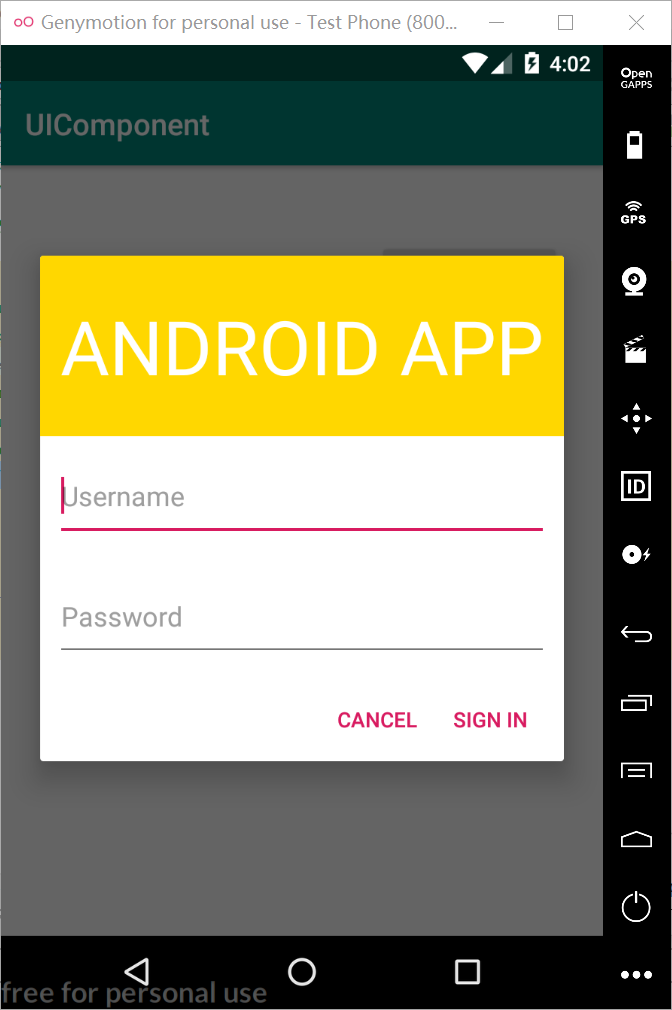 Genymotion for personal use - Test Phone (800...
4:02
Open
GAPPS
UIComponent
GPS
ANDROID APP
Username
ID
Password
CANCEL SIGN IN
free for personal use